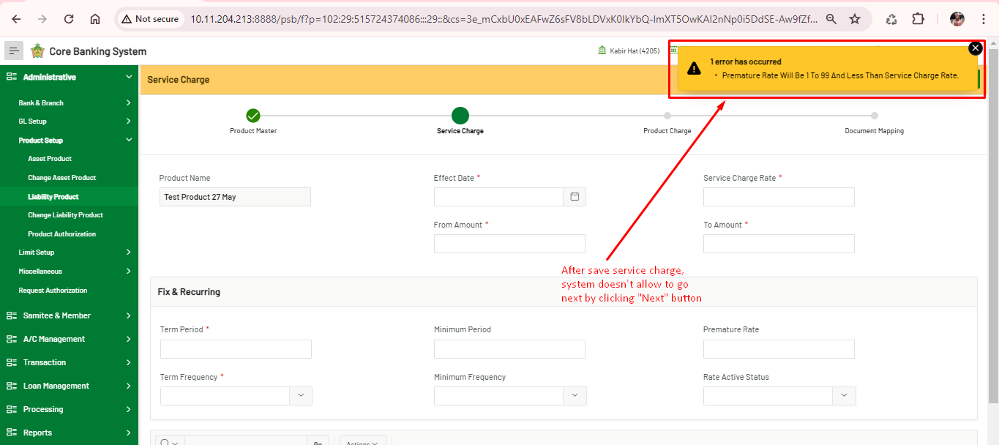 Not secure
10.11.204.213:8888/psb/f?p=102:29:515724374086:::29::&cs=3e_mCxbU0xEAFwZ6sFV8bLDVxK0lkYbQ-lmXT5OwKAl2nNp0i5DdSE-Aw9fZf...
Core Banking System
Kabir Hat (4205)
1 error has occurred
• Premature Rate Will Be 1 To 99 And Less Than Service Charge Rate.
Administrative
Bank & Branch
GL Setup
Product Setup
Asset Product
Change Asset Product
Liability Product
Change Liability Product
Product Authorization
Limit Setup
Miscellaneous
Request Authorization
Samitee & Member
A/C Management
Transaction
Loan Management
Processing
Reports
Service Charge
Product Master
Service Charge
Product Charge
Document Mapping
Product Name
Effect Date *
Service Charge Rate *
Test Product 27 May
From Amount *
To Amount *
After save service charge,
system doesn't allow to go
next by clicking "Next" button
Fix & Recurring
Term Period *
Minimum Period
Premature Rate
Term Frequency *
Minimum Frequency
Rate Active Status
Go
Actions